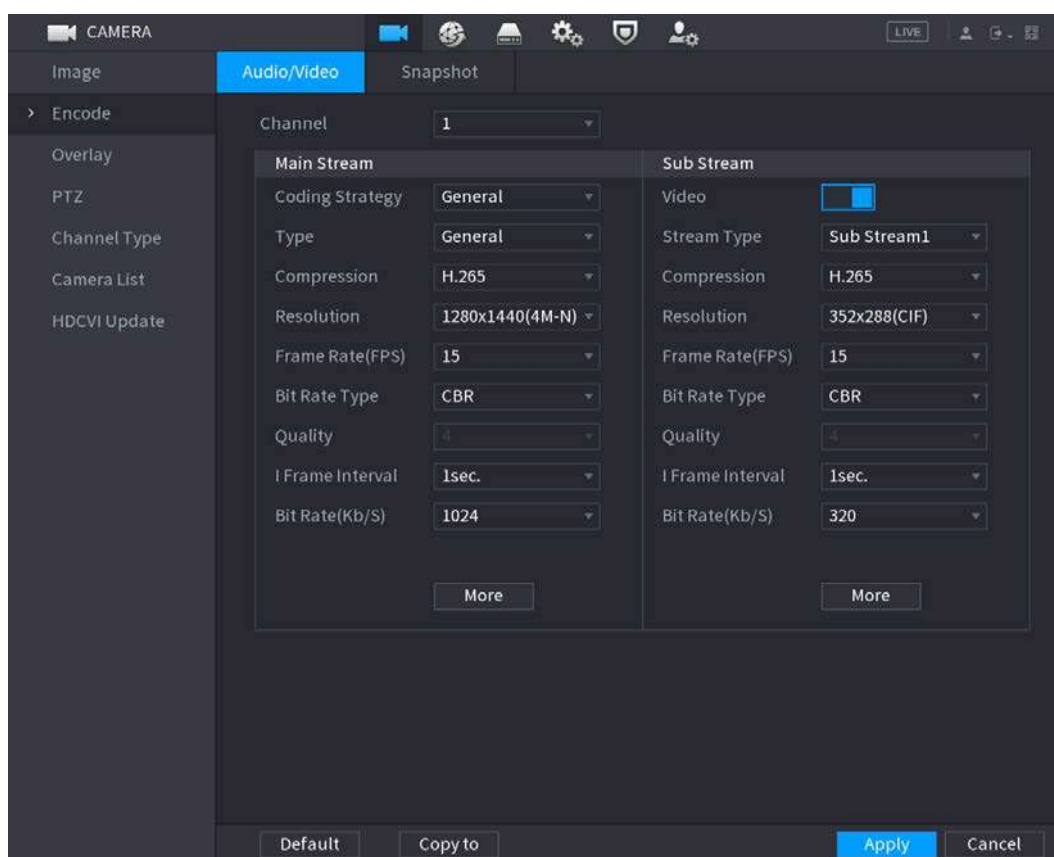 CAMERA LIVE
Image Audio/Video Snapshot
> Encode Channel 1
Overlay Main Stream Sub Stream
PTZ Coding Strategy General Video
Channel Type Type General Stream Type Sub Stream1
Camera List Compression H.265 Compression H.265
HDCVI Update Resolution 1280x1440(4M-N) Resolution 352x288(CIF)
Frame Rate(FPS) 15 Frame Rate(FPS) 15
Bit Rate Type CBR Bit Rate Type CBR
Quality 4 Quality 4
I Frame Interval 1sec. I Frame Interval 1sec.
Bit Rate(Kb/S) 1024 Bit Rate(Kb/S) 320
More More
Default Copy to Apply Cancel